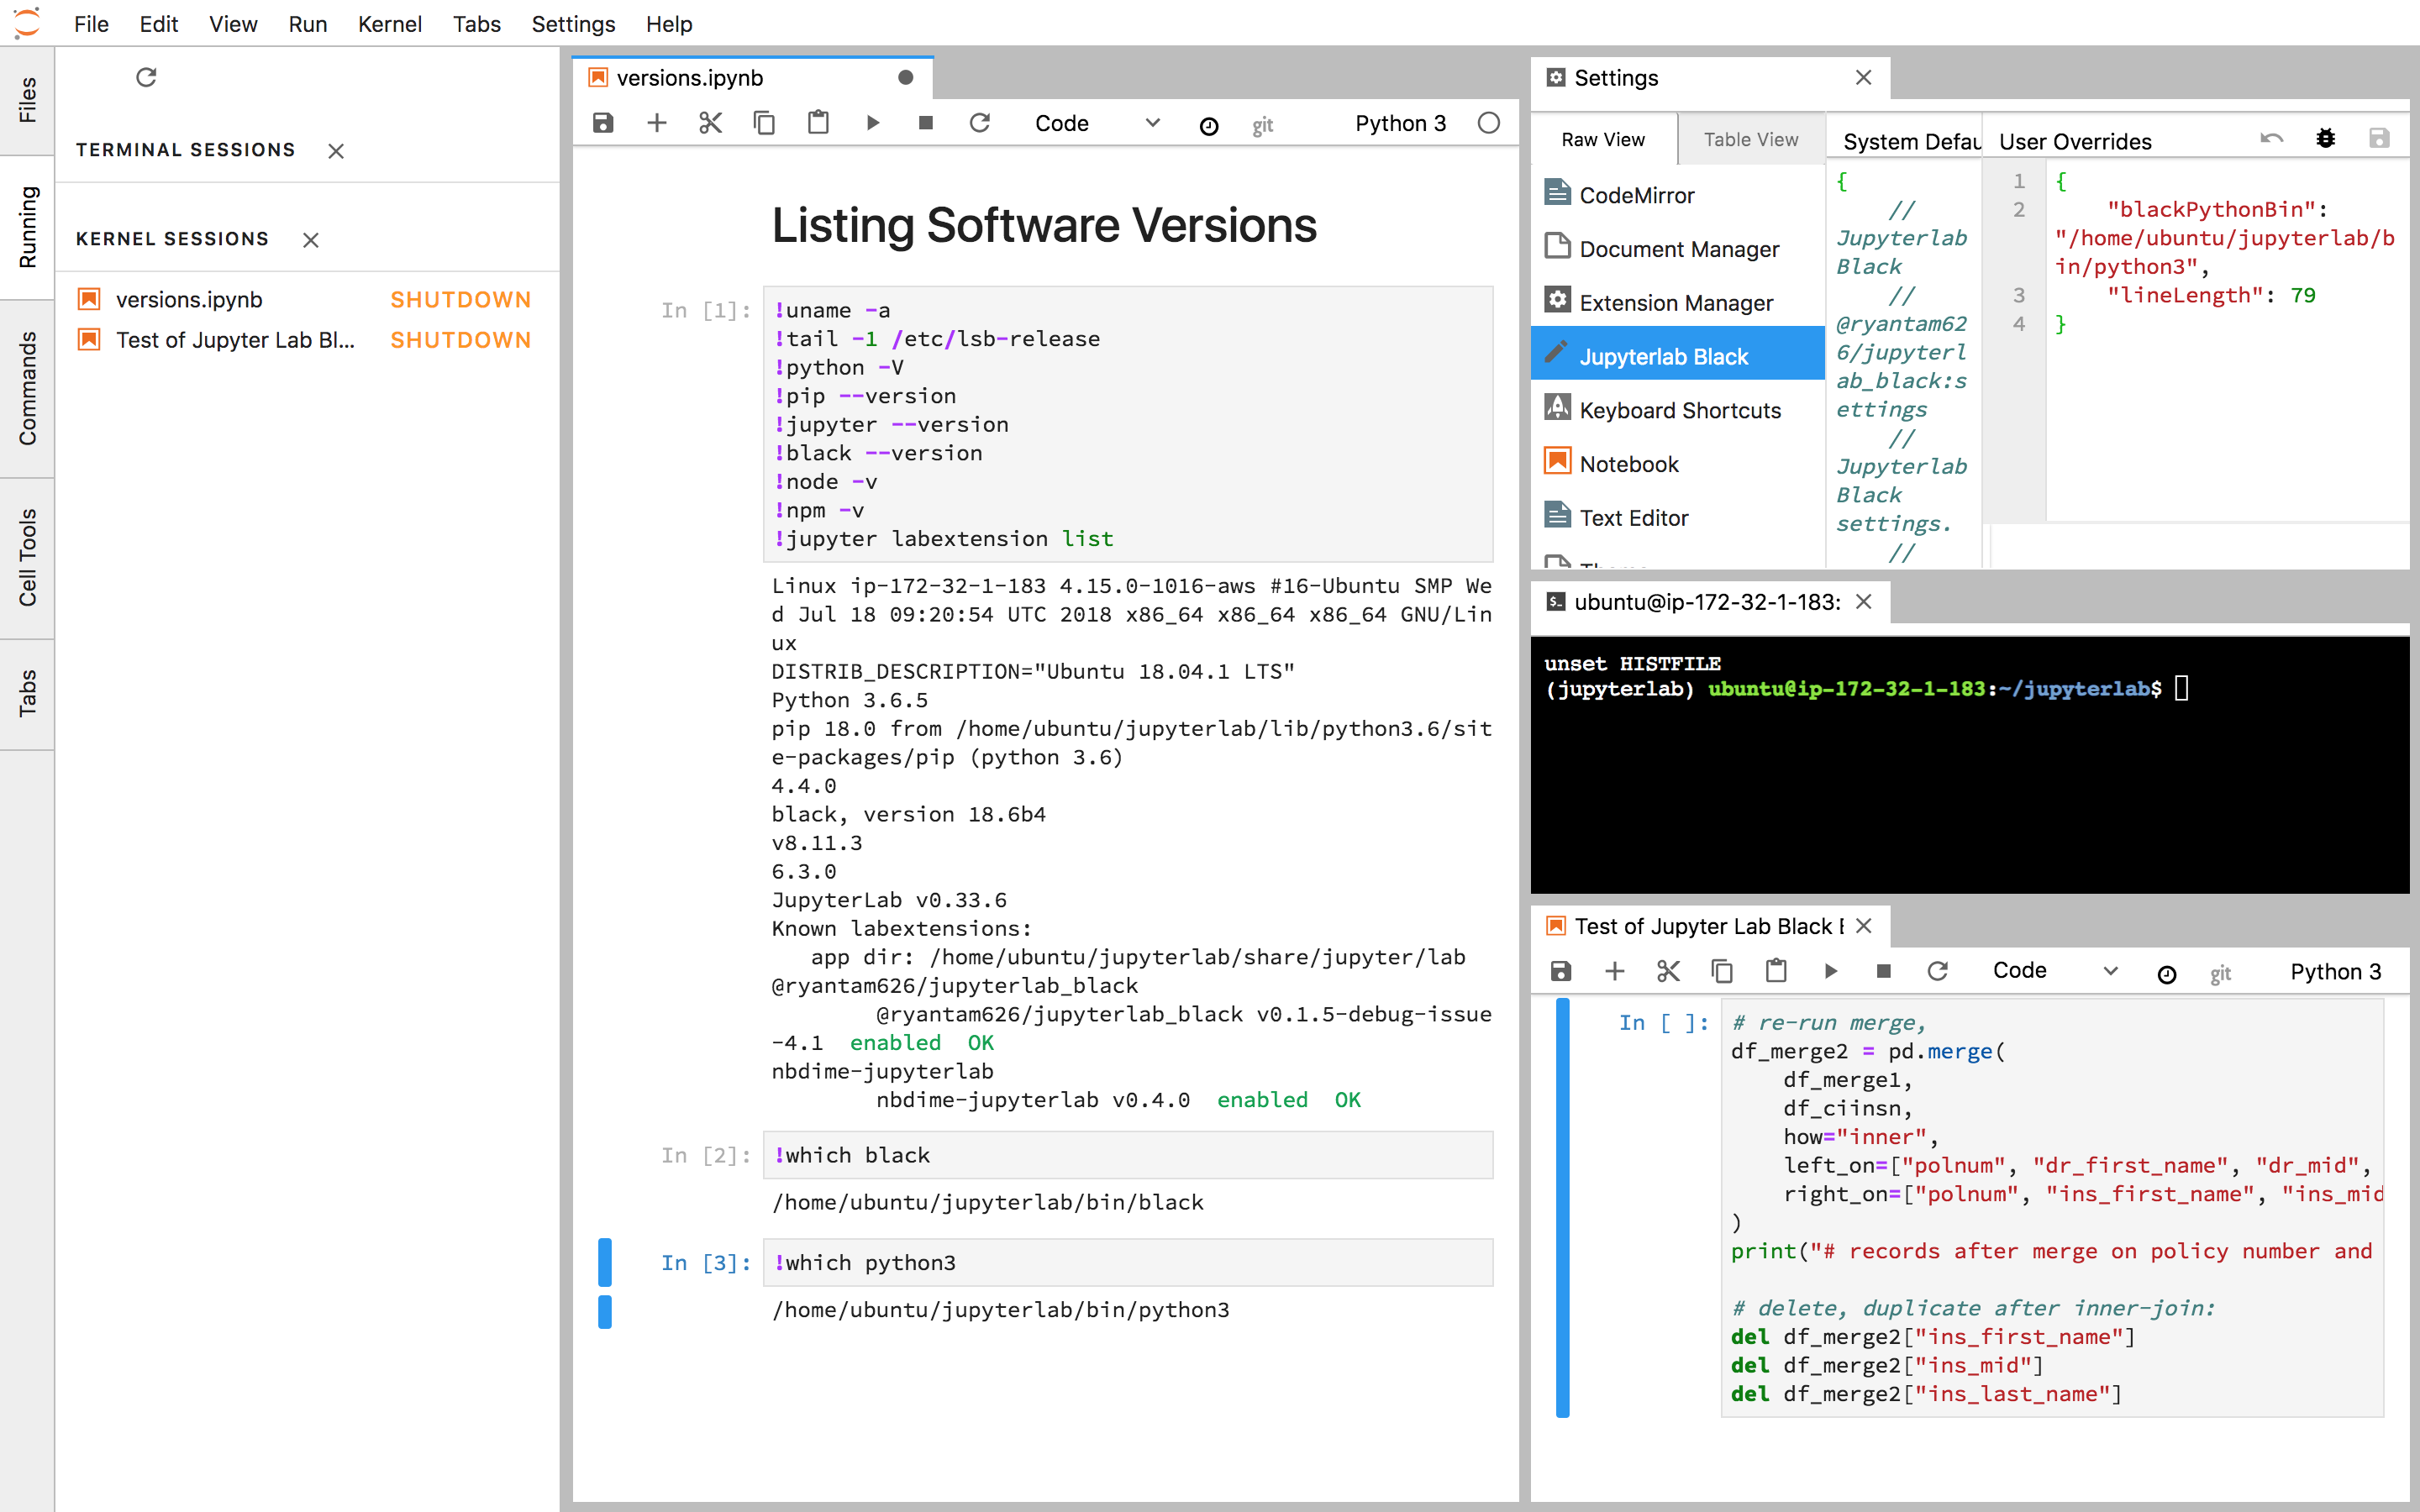 File Edit View Run Kernel Tabs Settings Help
Files
Running
Commands
Cell Tools
Tabs
TERMINAL SESSIONS
KERNEL SESSIONS
versions.ipynb SHUTDOWN
Test of Jupyter Lab Bl... SHUTDOWN
versions.ipynb
Code git Python 3
Listing Software Versions
In [1]:
!uname -a
!tail -1 /etc/lsb-release
!python -V
!pip --version
!jupyter --version
!black --version
!node -v
!npm -v
!jupyter labextension list
Linux ip-172-32-1-183 4.15.0-1016-aws #16-Ubuntu SMP We
d Jul 18 09:20:54 UTC 2018 x86_64 x86_64 x86_64 GNU/Lin
ux
DISTRIB_DESCRIPTION="Ubuntu 18.04.1 LTS"
Python 3.6.5
pip 18.0 from /home/ubuntu/jupyterlab/lib/python3.6/sit
e-packages/pip (python 3.6)
4.4.0
black, version 18.6b4
v8.11.3
6.3.0
JupyterLab v0.33.6
Known labextensions:
   app dir: /home/ubuntu/jupyterlab/share/jupyter/lab
@ryantam626/jupyterlab_black
        @ryantam626/jupyterlab_black v0.1.5-debug-issue
-4.1  enabled  OK
nbdime-jupyterlab
        nbdime-jupyterlab v0.4.0  enabled  OK
In [2]: !which black
/home/ubuntu/jupyterlab/bin/black
In [3]: !which python3
/home/ubuntu/jupyterlab/bin/python3
Settings
Raw View Table View
CodeMirror
Document Manager
Extension Manager
Jupyterlab Black
Keyboard Shortcuts
Notebook
Text Editor
System Defau
{
    //
Jupyterlab
Black
    //
@ryantam62
6/jupyterl
ab_black:s
ettings
    //
Jupyterlab
Black
settings.
    //
User Overrides
1 {
2     "blackPythonBin":
"/home/ubuntu/jupyterlab/b
in/python3",
3     "lineLength": 79
4 }
ubuntu@ip-172-32-1-183:
unset HISTFILE
(jupyterlab) ubuntu@ip-172-32-1-183:~/jupyterlab$
Test of Jupyter Lab Black
Code git Python 3
In [ ]:
# re-run merge,
df_merge2 = pd.merge(
    df_merge1,
    df_ciinsn,
    how="inner",
    left_on=["polnum", "dr_first_name", "dr_mid",
    right_on=["polnum", "ins_first_name", "ins_mid
)
print("# records after merge on policy number and
# delete, duplicate after inner-join:
del df_merge2["ins_first_name"]
del df_merge2["ins_mid"]
del df_merge2["ins_last_name"]